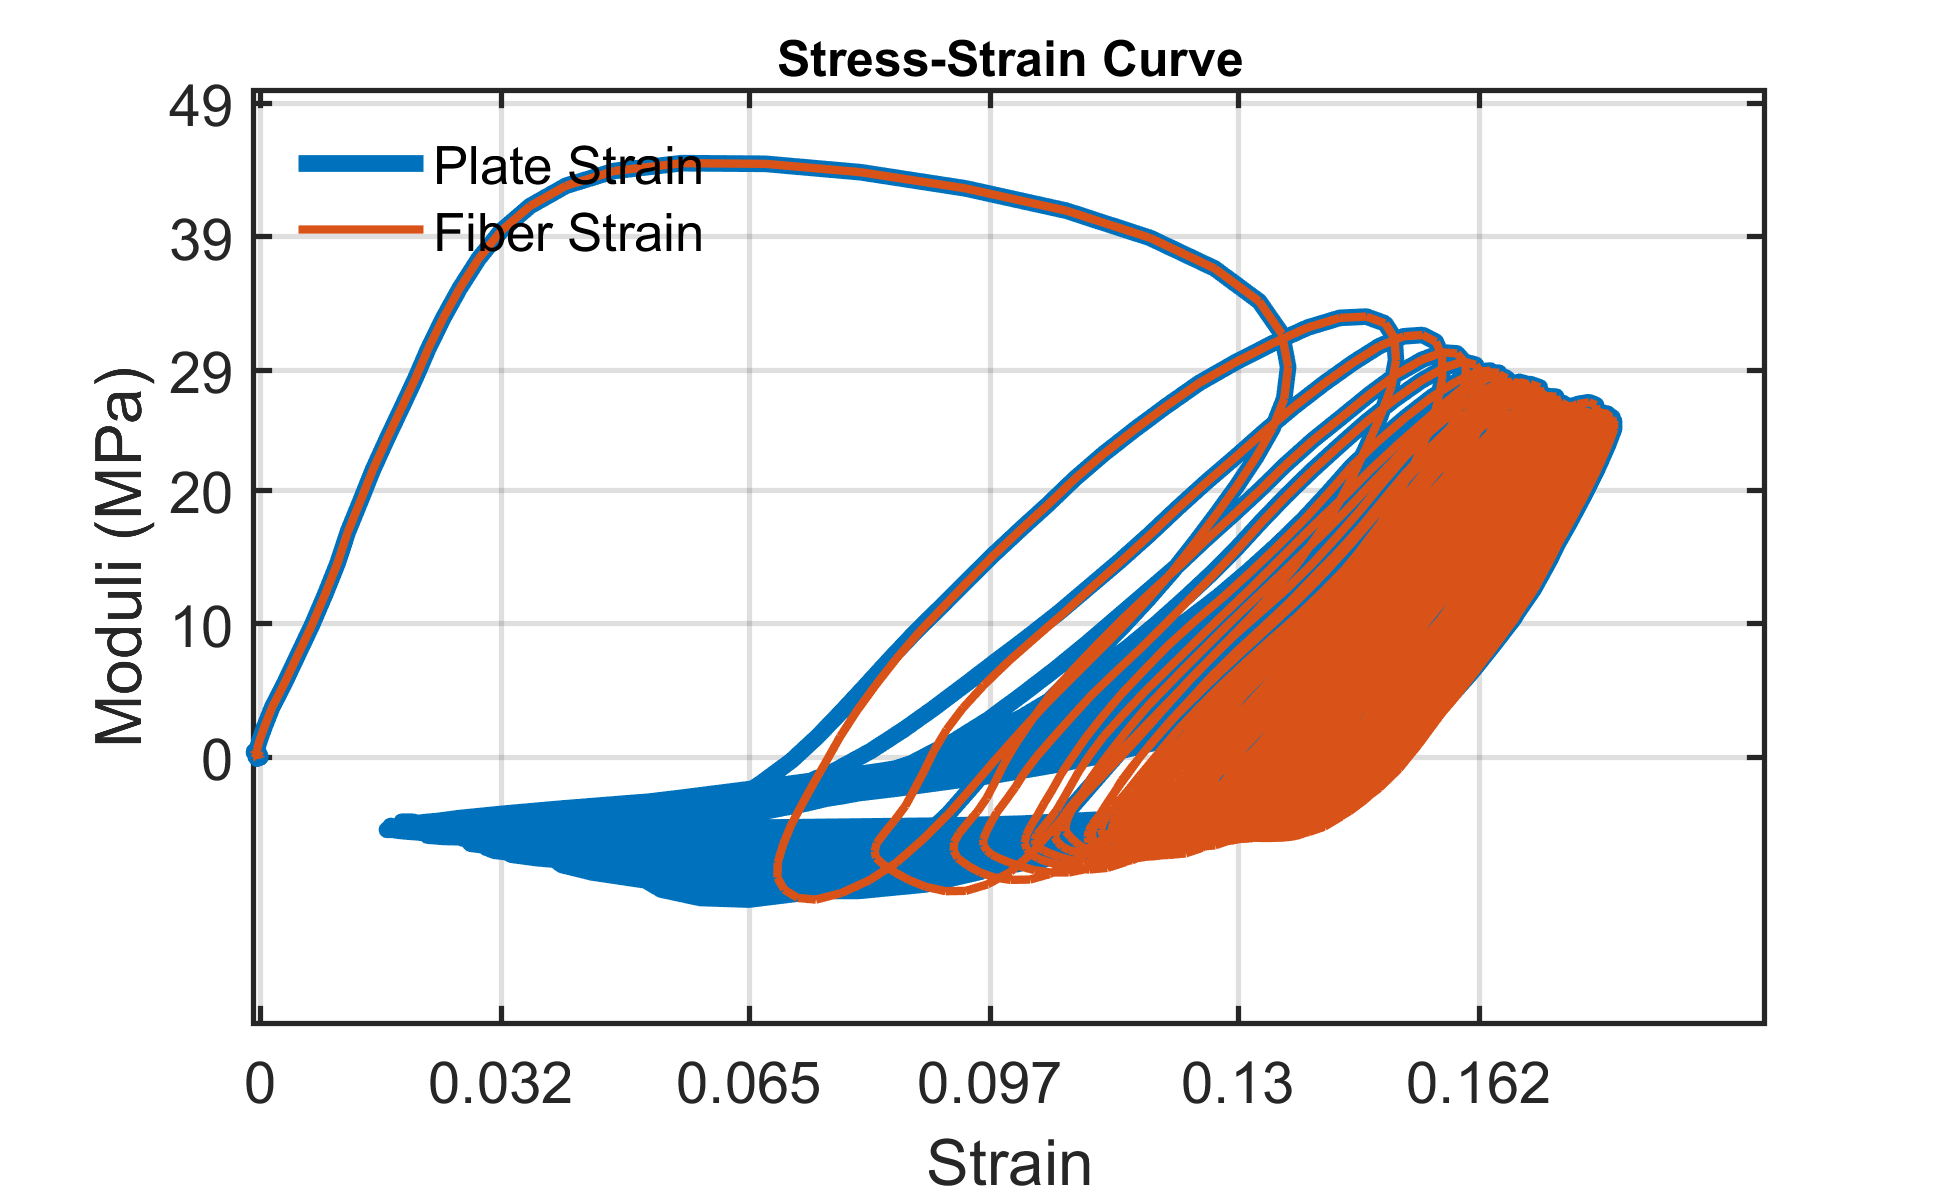 Stress-Strain Curve
Plate Strain
Fiber Strain
Moduli (MPa)
49
39
29
20
10
0
0 0.032 0.065 0.097 0.13 0.162
Strain